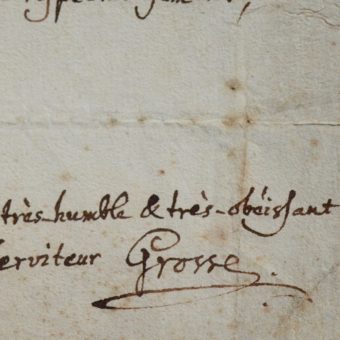 très-humble & très-obéissant
serviteur Grosse.